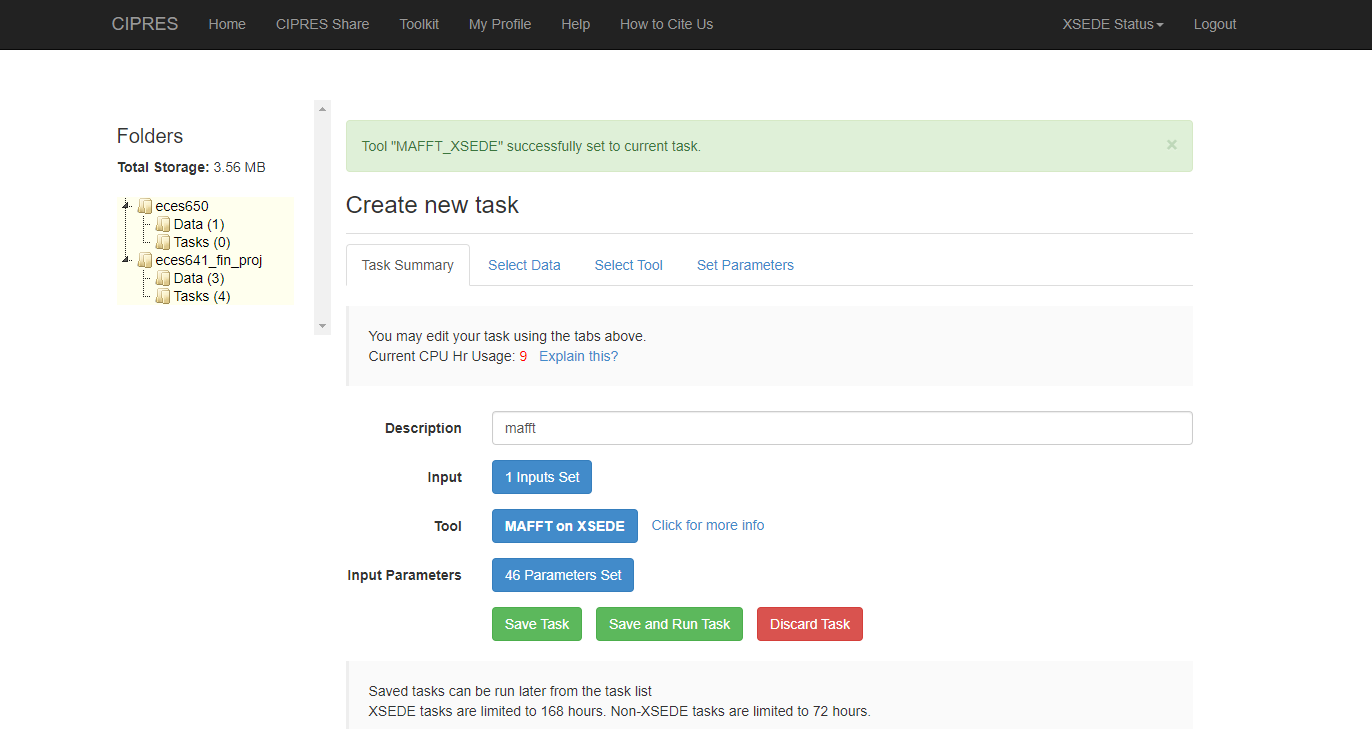 CIPRES Home CIPRES Share Toolkit My Profile Help How to Cite Us XSEDE Status Logout
Folders
Total Storage: 3.56 MB
eces650
Data (1)
Tasks (0)
eces641_fin_proj
Data (3)
Tasks (4)
Tool "MAFFT_XSEDE" successfully set to current task. ×
Create new task
Task Summary Select Data Select Tool Set Parameters
You may edit your task using the tabs above.
Current CPU Hr Usage: 9 Explain this?
Description mafft
Input 1 Inputs Set
Tool MAFFT on XSEDE Click for more info
Input Parameters 46 Parameters Set
Save Task Save and Run Task Discard Task
Saved tasks can be run later from the task list
XSEDE tasks are limited to 168 hours. Non-XSEDE tasks are limited to 72 hours.